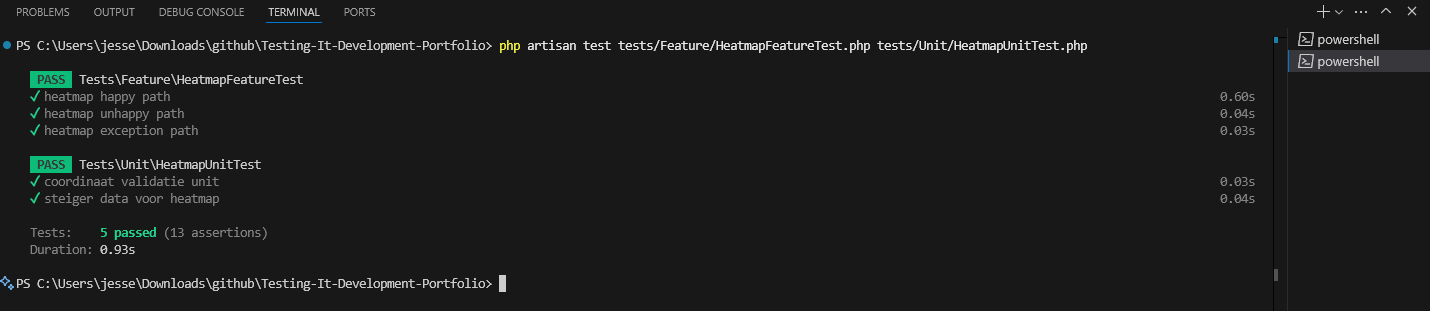 PROBLEMS OUTPUT DEBUG CONSOLE TERMINAL PORTS
powershell
powershell
PS C:\Users\jesse\Downloads\github\Testing-It-Development-Portfolio> php artisan test tests/Feature/HeatmapFeatureTest.php tests/Unit/HeatmapUnitTest.php
PASS Tests\Feature\HeatmapFeatureTest
✓ heatmap happy path 0.60s
✓ heatmap unhappy path 0.04s
✓ heatmap exception path 0.03s
PASS Tests\Unit\HeatmapUnitTest
✓ coordinaat validatie unit 0.03s
✓ steiger data voor heatmap 0.04s
Tests: 5 passed (13 assertions)
Duration: 0.93s
PS C:\Users\jesse\Downloads\github\Testing-It-Development-Portfolio>